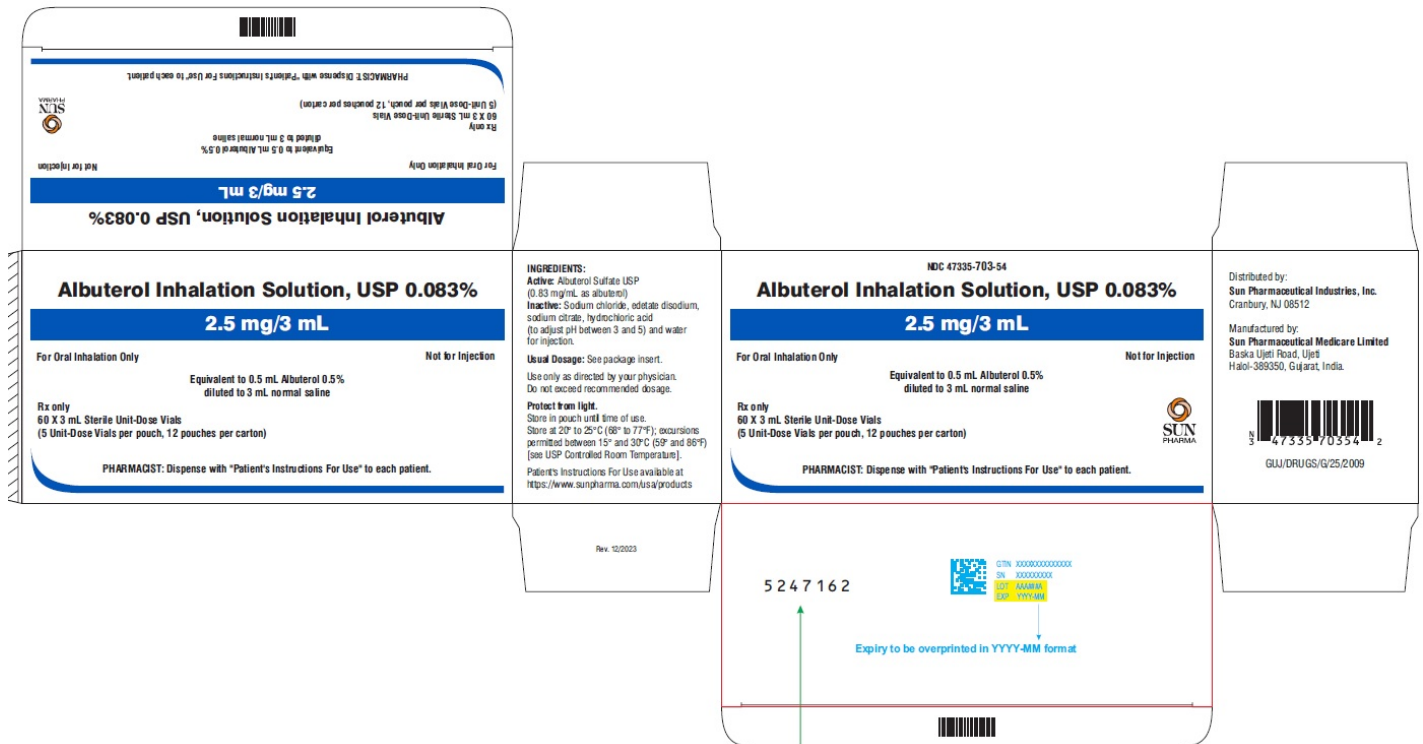 PHARMACIST: Dispense with "Patient's Instructions For Use" to each patient.
SUN
PHARMA
(5 Unit-Dose Vials per pouch, 12 pouches per carton)
60 X 3 mL Sterile Unit-Dose Vials
Rx only
diluted to 3 mL normal saline
Equivalent to 0.5 mL Albuterol 0.5%
For Oral Inhalation Only
Not for Injection
2.5 mg/3 mL
Albuterol Inhalation Solution, USP 0.083%
Albuterol Inhalation Solution, USP 0.083%
2.5 mg/3 mL
For Oral Inhalation Only
Not for Injection
Equivalent to 0.5 mL Albuterol 0.5%
diluted to 3 mL normal saline
Rx only
60 X 3 mL Sterile Unit-Dose Vials
(5 Unit-Dose Vials per pouch, 12 pouches per carton)
PHARMACIST: Dispense with "Patient's Instructions For Use" to each patient.
INGREDIENTS:
Active: Albuterol Sulfate USP
(0.83 mg/mL as albuterol)
Inactive: Sodium chloride, edetate disodium,
sodium citrate, hydrochloric acid
(to adjust pH between 3 and 5) and water
for injection.
Usual Dosage: See package insert.
Use only as directed by your physician.
Do not exceed recommended dosage.
Protect from light.
Store in pouch until time of use.
Store at 20° to 25°C (68° to 77°F); excursions
permitted between 15° and 30°C (59° and 86°F)
[see USP Controlled Room Temperature].
Patient's Instructions For Use available at
https://www.sunpharma.com/usa/products
Rev. 12/2023
NDC 47335-703-54
Albuterol Inhalation Solution, USP 0.083%
2.5 mg/3 mL
For Oral Inhalation Only
Not for Injection
Equivalent to 0.5 mL Albuterol 0.5%
diluted to 3 mL normal saline
Rx only
60 X 3 mL Sterile Unit-Dose Vials
(5 Unit-Dose Vials per pouch, 12 pouches per carton)
SUN
PHARMA
PHARMACIST: Dispense with "Patient's Instructions For Use" to each patient.
5247162
GTIN XXXXXXXXXXXXXX
SN XXXXXXXXX
LOT AAA###A
EXP YYYY-MM
Expiry to be overprinted in YYYY-MM format
Distributed by:
Sun Pharmaceutical Industries, Inc.
Cranbury, NJ 08512
Manufactured by:
Sun Pharmaceutical Medicare Limited
Baska Ujeti Road, Ujeti
Halol-389350, Gujarat, India.
N
3 47335 70354 2
GUJ/DRUGS/G/25/2009